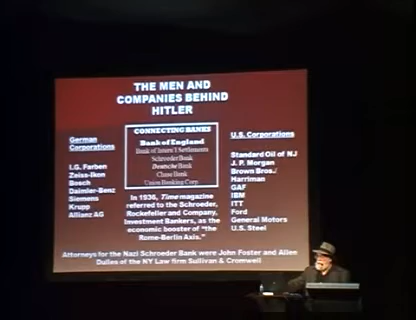 THE MEN AND
COMPANIES BEHIND
HITLER
German
Corporations
I.G. Farben
Zeiss-Ikon
Bosch
Daimler-Benz
Siemens
Krupp
Allianz AG
CONNECTING BANKS
Bank of England
Bank of Intern'l Settlements
Schroeder Bank
Deutsche Bank
Chase Bank
Union Banking Corp.
U.S. Corporations
Standard Oil of NJ
J. P. Morgan
Brown Bros./
Harriman
GAF
IBM
ITT
Ford
General Motors
U.S. Steel
In 1936, Time magazine
referred to the Schroeder,
Rockefeller and Company,
Investment Bankers, as the
economic booster of "the
Rome-Berlin Axis."
Attorneys for the Nazi Schroeder Bank were John Foster and Allen
Dulles of the NY Law firm Sullivan & Cromwell